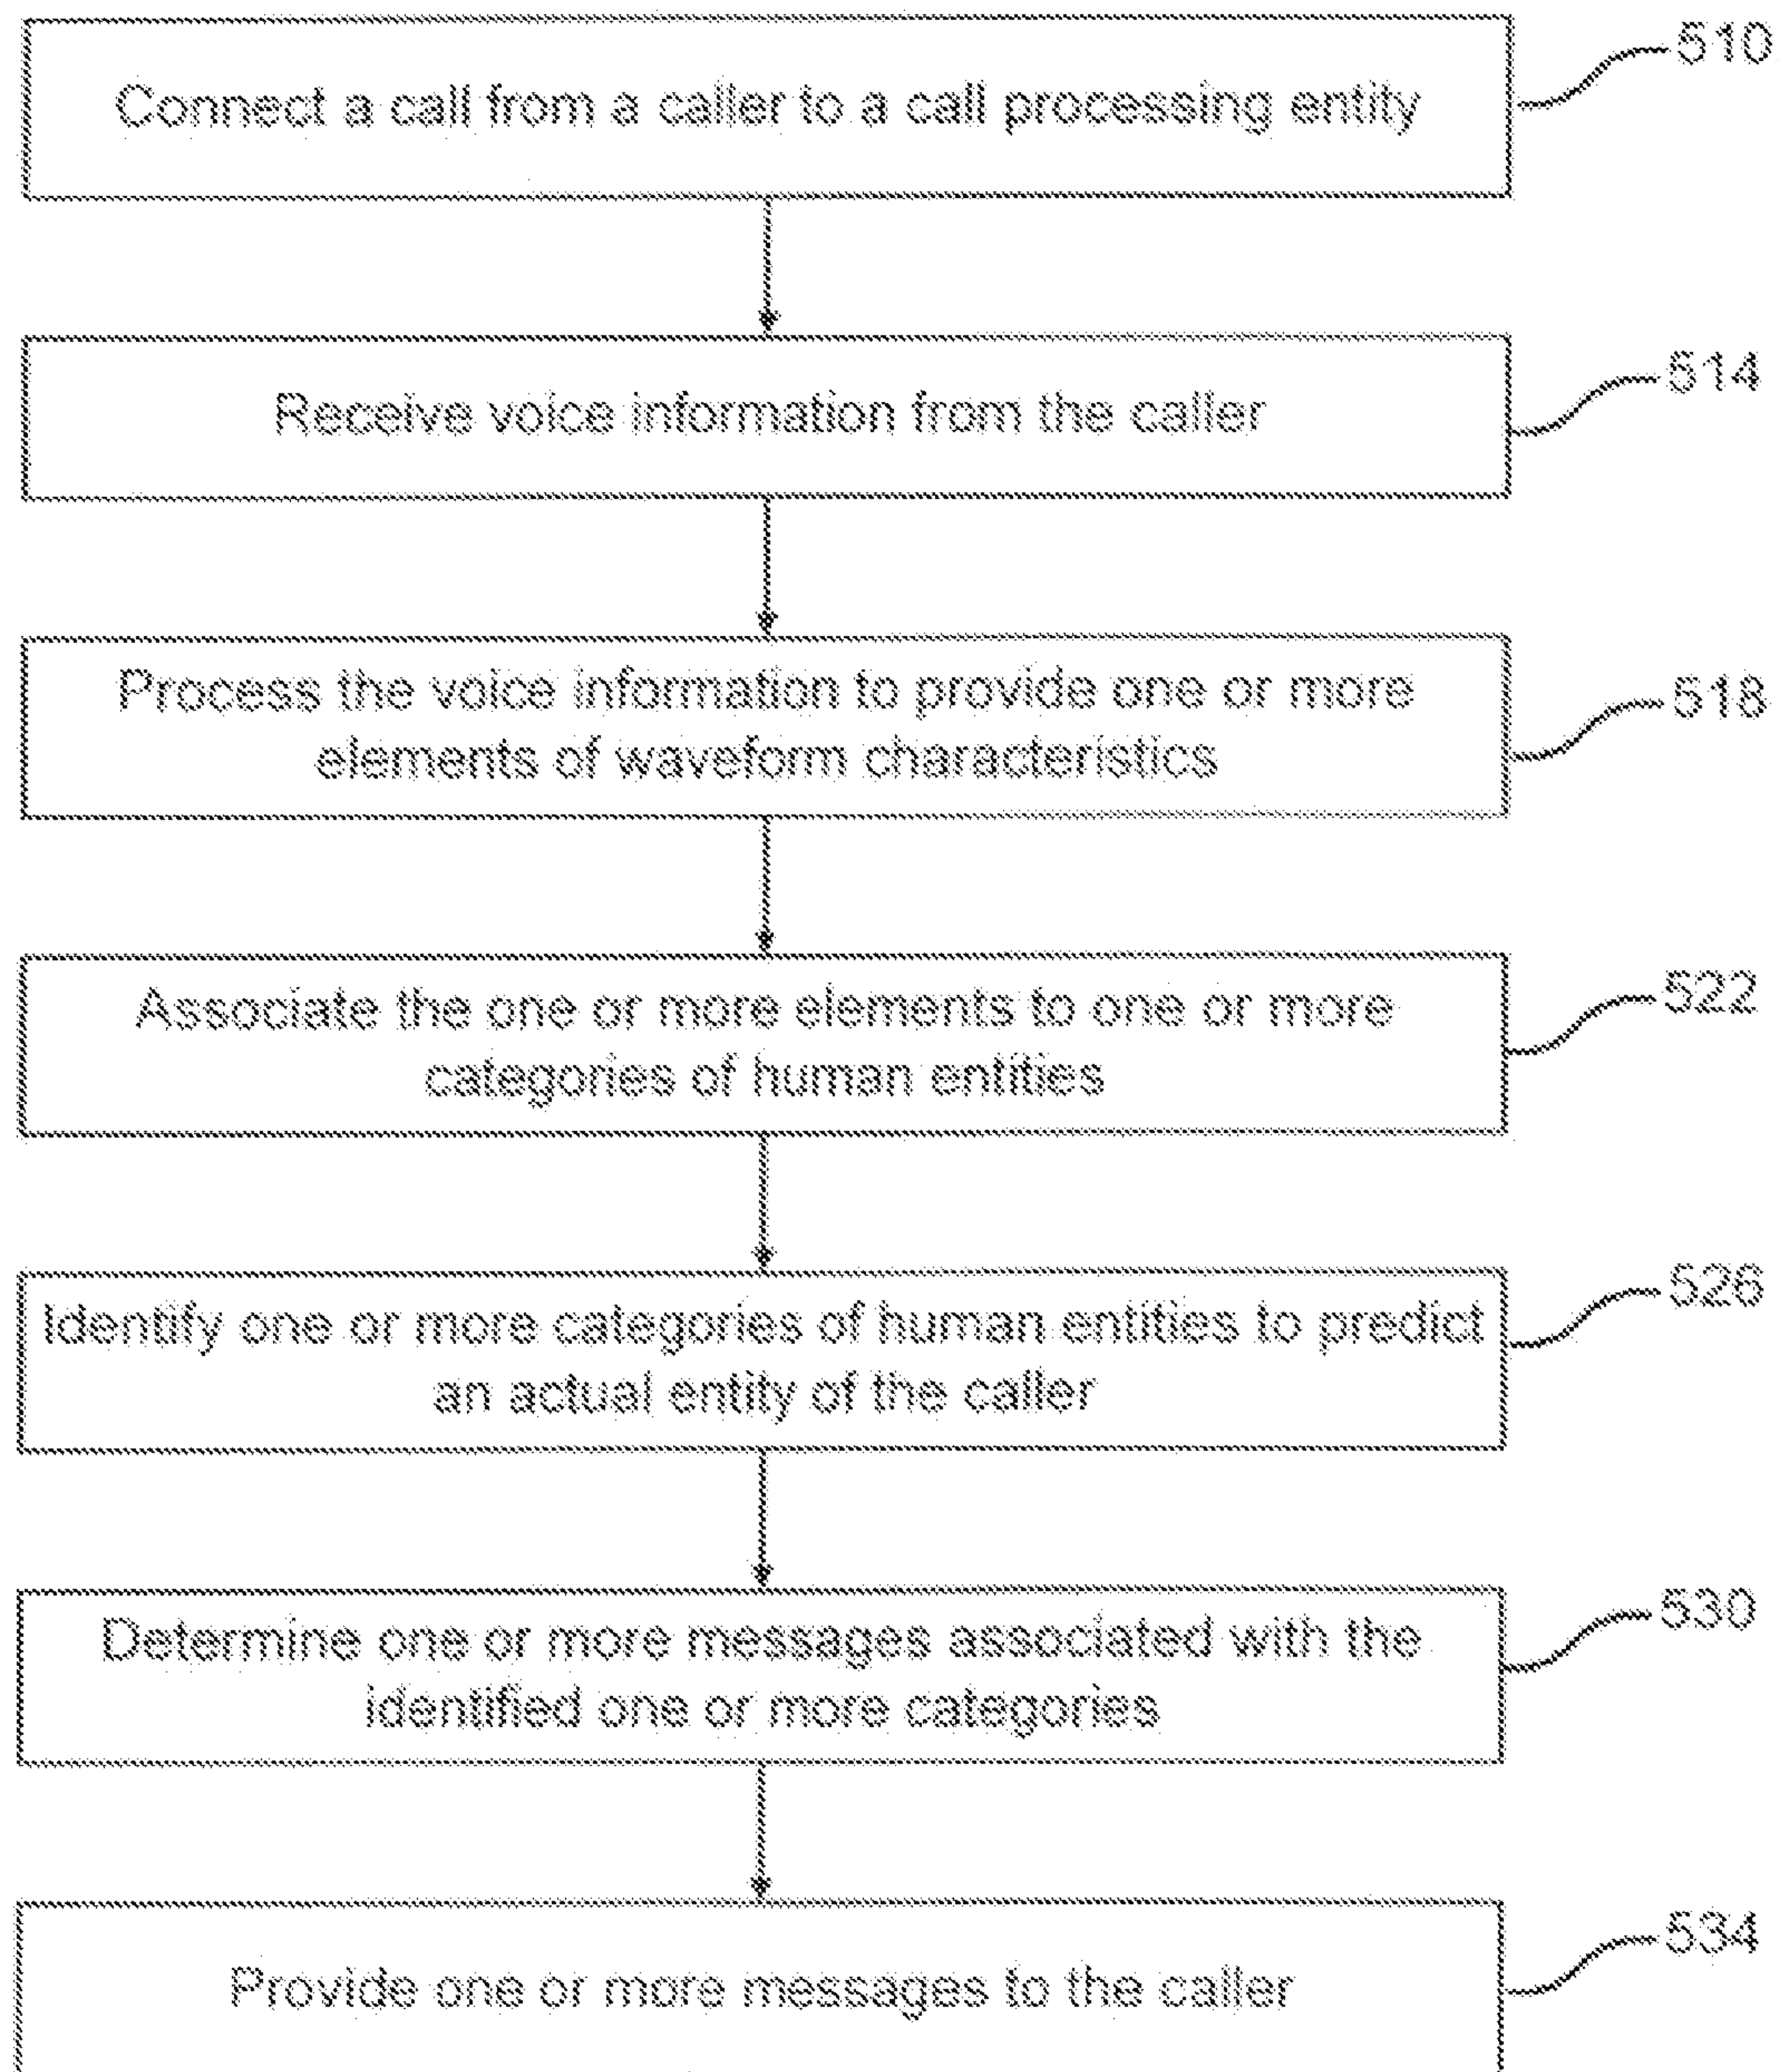 Connect a call from a caller to a call processing entity
510
Receive voice information from the caller
514
Process the voice information to provide one or more
elements of waveform characteristics
518
Associate the one or more elements to one or more
categories of human entities
522
Identify one or more categories of human entities to predict
an actual entity of the caller
526
Determine one or more messages associated with the
identified one or more categories
530
Provide one or more messages to the caller
534